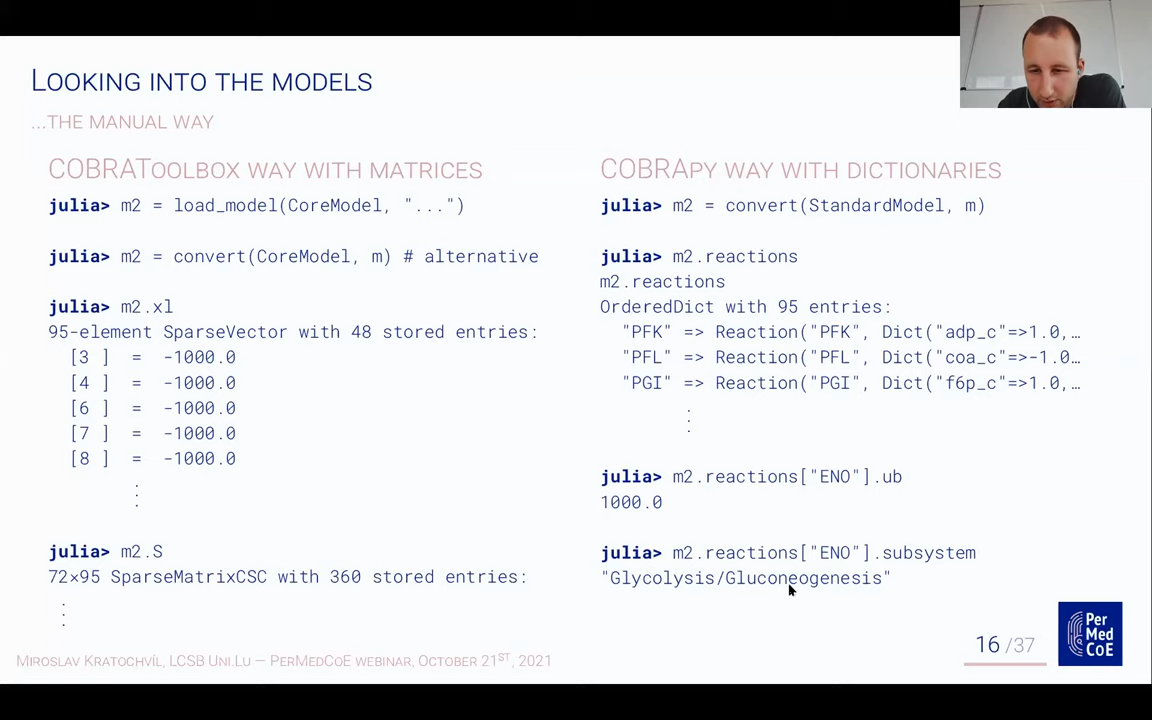 Looking into the models
...the manual way
COBRAToolbox way with matrices
julia> m2 = load_model(CoreModel, "...")
julia> m2 = convert(CoreModel, m) # alternative
julia> m2.xl
95-element SparseVector with 48 stored entries:
[3 ] = -1000.0
[4 ] = -1000.0
[6 ] = -1000.0
[7 ] = -1000.0
[8 ] = -1000.0
⋮
julia> m2.S
72×95 SparseMatrixCSC with 360 stored entries:
⋮
COBRApy way with dictionaries
julia> m2 = convert(StandardModel, m)
julia> m2.reactions
m2.reactions
OrderedDict with 95 entries:
"PFK" => Reaction("PFK", Dict("adp_c"=>1.0,…
"PFL" => Reaction("PFL", Dict("coa_c"=>-1.0…
"PGI" => Reaction("PGI", Dict("f6p_c"=>1.0,…
⋮
julia> m2.reactions["ENO"].ub
1000.0
julia> m2.reactions["ENO"].subsystem
"Glycolysis/Gluconeogenesis"
Miroslav Kratochvíl, LCSB Uni.Lu — PerMedCoE webinar, October 21st, 2021
16 /37
Per
Med
CoE